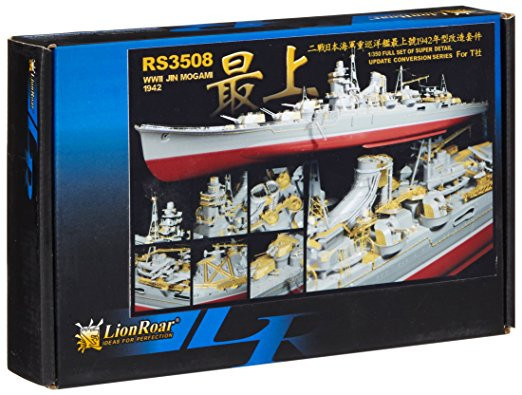 RS3508
WWII JIN MOGAMI
1942
最上
二戰日本海軍重巡洋艦最上號1942年型改造套件
1/350 FULL SET OF SUPER DETAIL
UPDATE CONVERSION SERIES For T社
LionRoar
IDEAS FOR PERFECTION
LR